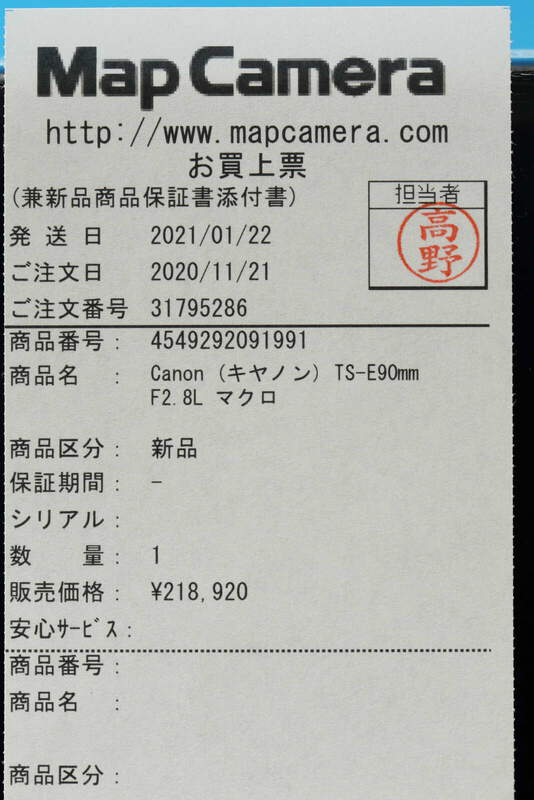 Map Camera
http://www.mapcamera.com
お買上票
(兼新品商品保証書添付書)
担当者
高野
発 送 日 2021/01/22
ご注文日 2020/11/21
ご注文番号 31795286
商品番号： 4549292091991
商品名 ： Canon (キヤノン) TS-E90mm
F2.8L マクロ
商品区分： 新品
保証期間： -
シリアル：
数 量： 1
販売価格： ¥218,920
安心ｻｰﾋﾞｽ：
商品番号：
商品名 ：
商品区分：